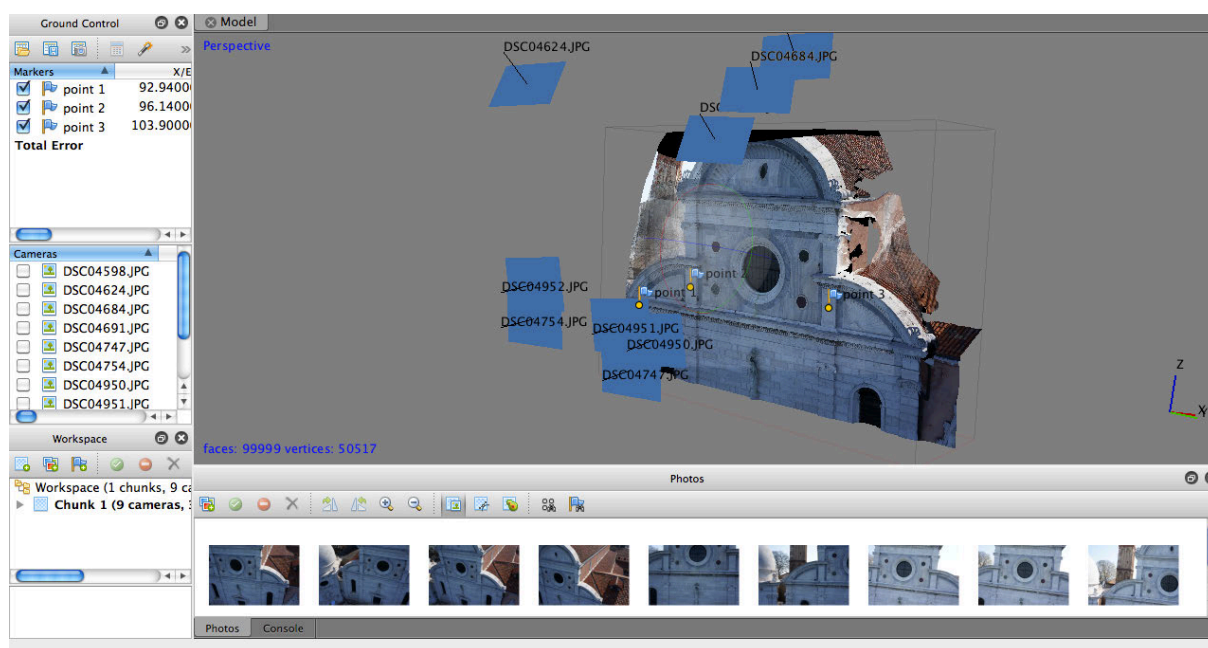 Ground Control
Markers X/E
point 1 92.9400
point 2 96.1400
point 3 103.9000
Total Error
Cameras
DSC04598.JPG
DSC04624.JPG
DSC04684.JPG
DSC04691.JPG
DSC04747.JPG
DSC04754.JPG
DSC04950.JPG
DSC04951.JPG
Workspace
Workspace (1 chunks, 9 ca
Chunk 1 (9 cameras,
Model
Perspective
DSC04624.JPG
DSC04684.JPG
DSC
point 2
point 1
point 3
DSC04952.JPG
DSC04754.JPG
DSC04951.JPG
DSC04950.JPG
DSC04747.JPG
Z
X
Y
faces: 99999 vertices: 50517
Photos
Photos Console